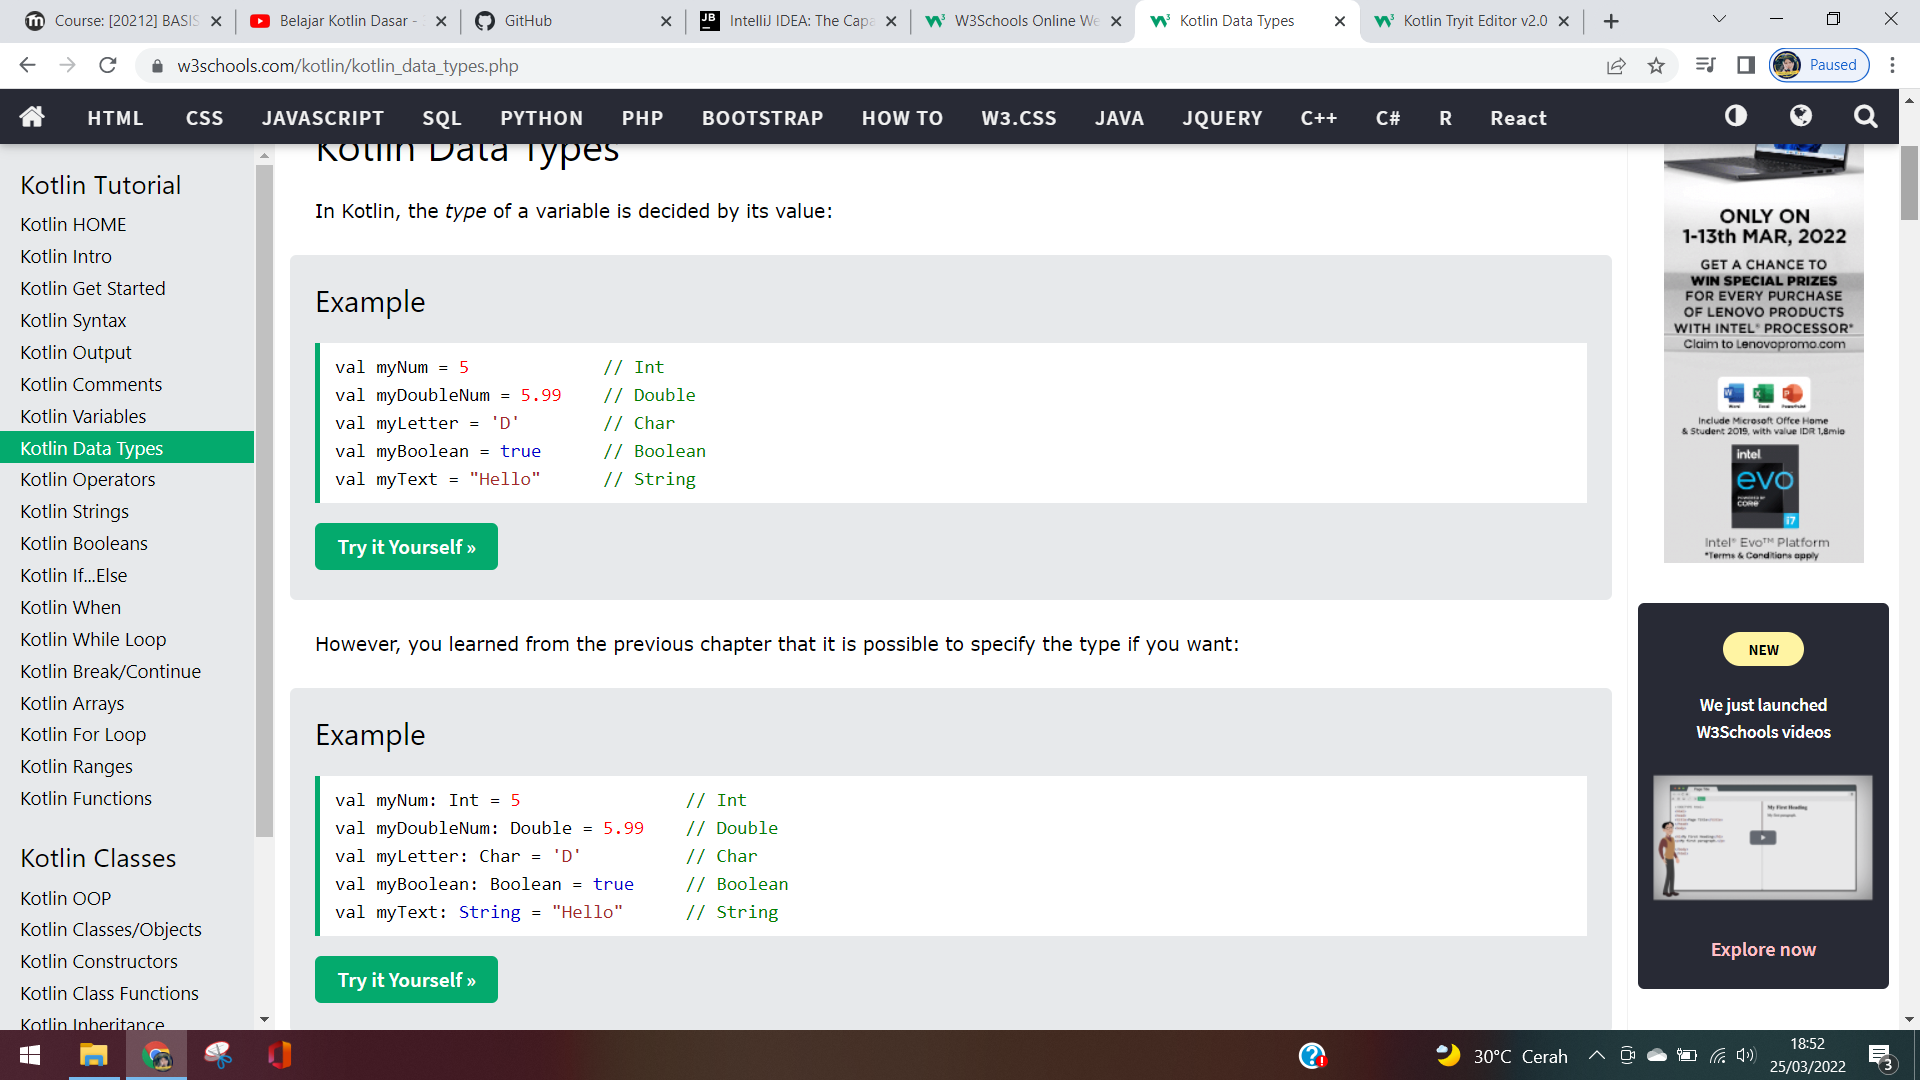 Course: [20212] BASIS
Belajar Kotlin Dasar -
GitHub
IntelliJ IDEA: The Capa
W3Schools Online We
Kotlin Data Types
Kotlin Tryit Editor v2.0
w3schools.com/kotlin/kotlin_data_types.php
Paused
HTML CSS JAVASCRIPT SQL PYTHON PHP BOOTSTRAP HOW TO W3.CSS JAVA JQUERY C++ C# R React
Kotlin Tutorial
Kotlin HOME
Kotlin Intro
Kotlin Get Started
Kotlin Syntax
Kotlin Output
Kotlin Comments
Kotlin Variables
Kotlin Data Types
Kotlin Operators
Kotlin Strings
Kotlin Booleans
Kotlin If...Else
Kotlin When
Kotlin While Loop
Kotlin Break/Continue
Kotlin Arrays
Kotlin For Loop
Kotlin Ranges
Kotlin Functions
Kotlin Classes
Kotlin OOP
Kotlin Classes/Objects
Kotlin Constructors
Kotlin Class Functions
Kotlin Inheritance
Kotlin Data Types
In Kotlin, the type of a variable is decided by its value:
Example
val myNum = 5 // Int
val myDoubleNum = 5.99 // Double
val myLetter = 'D' // Char
val myBoolean = true // Boolean
val myText = "Hello" // String
Try it Yourself »
However, you learned from the previous chapter that it is possible to specify the type if you want:
Example
val myNum: Int = 5 // Int
val myDoubleNum: Double = 5.99 // Double
val myLetter: Char = 'D' // Char
val myBoolean: Boolean = true // Boolean
val myText: String = "Hello" // String
Try it Yourself »
ONLY ON
1-13th MAR, 2022
GET A CHANCE TO
WIN SPECIAL PRIZES
FOR EVERY PURCHASE
OF LENOVO PRODUCTS
WITH INTEL® PROCESSOR*
Claim to Lenovopromo.com
Word Excel PowerPoint
Include Microsoft Offce Home
& Student 2019, with value IDR 1,8mio
intel
evo
POWERED BY
CORE
i7
Intel® Evo™ Platform
*Terms & Conditions apply
NEW
We just launched
W3Schools videos
My First Heading
Explore now
30°C Cerah
18:52
25/03/2022
3